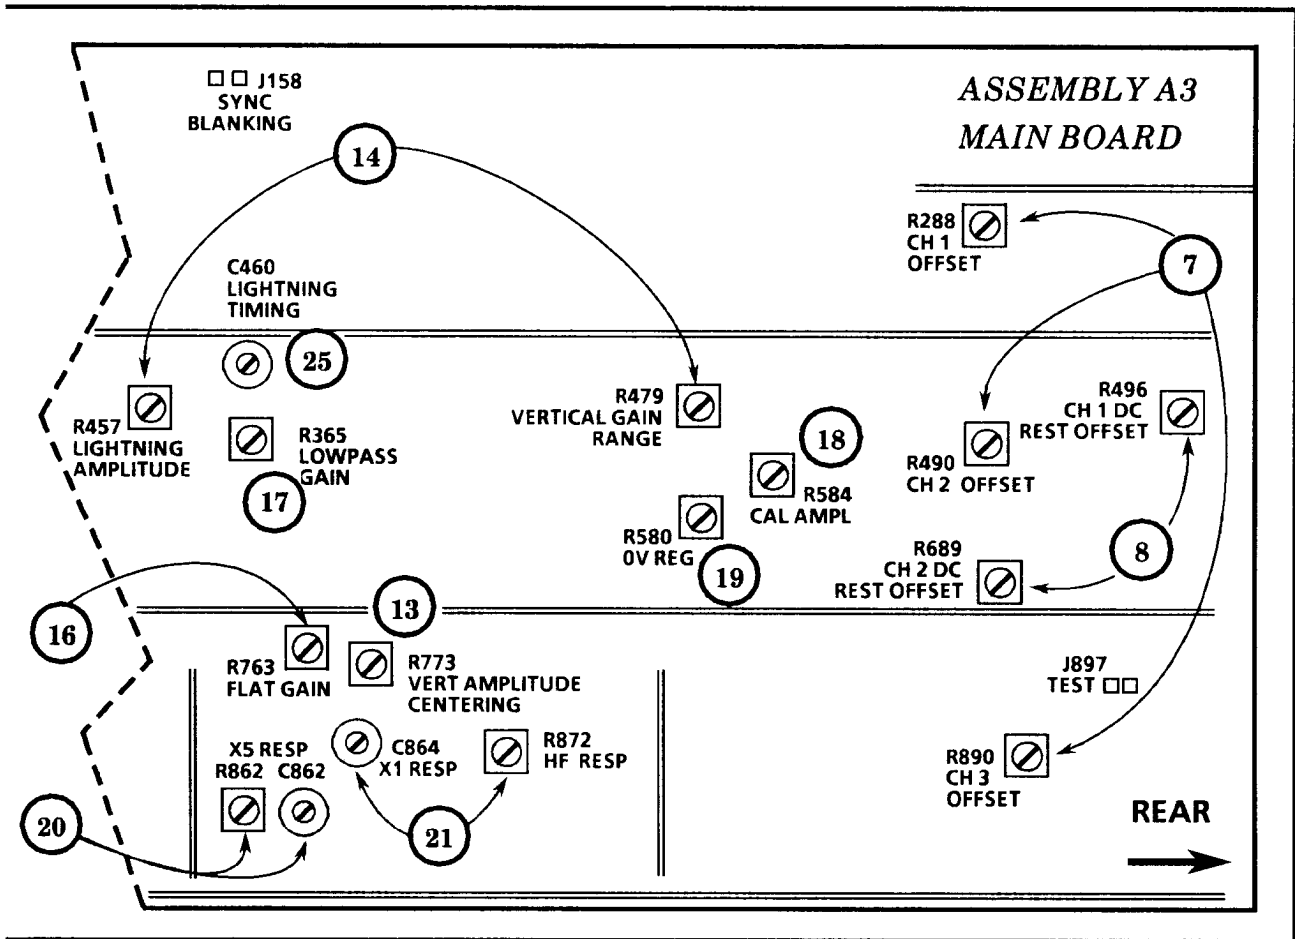 J158
SYNC
BLANKING
ASSEMBLY A3
MAIN BOARD
14
R288
CH 1
OFFSET
7
C460
LIGHTNING
TIMING
25
R457
LIGHTNING
AMPLITUDE
R365
LOWPASS
GAIN
17
R479
VERTICAL GAIN
RANGE
18
R584
CAL AMPL
R580
0V REG
19
R496
CH 1 DC
REST OFFSET
R490
CH 2 OFFSET
8
R689
CH 2 DC
REST OFFSET
16
13
R763
FLAT GAIN
R773
VERT AMPLITUDE
CENTERING
J897
TEST
X5 RESP
R862 C862
C864
X1 RESP
R872
HF RESP
20
21
R890
CH 3
OFFSET
REAR